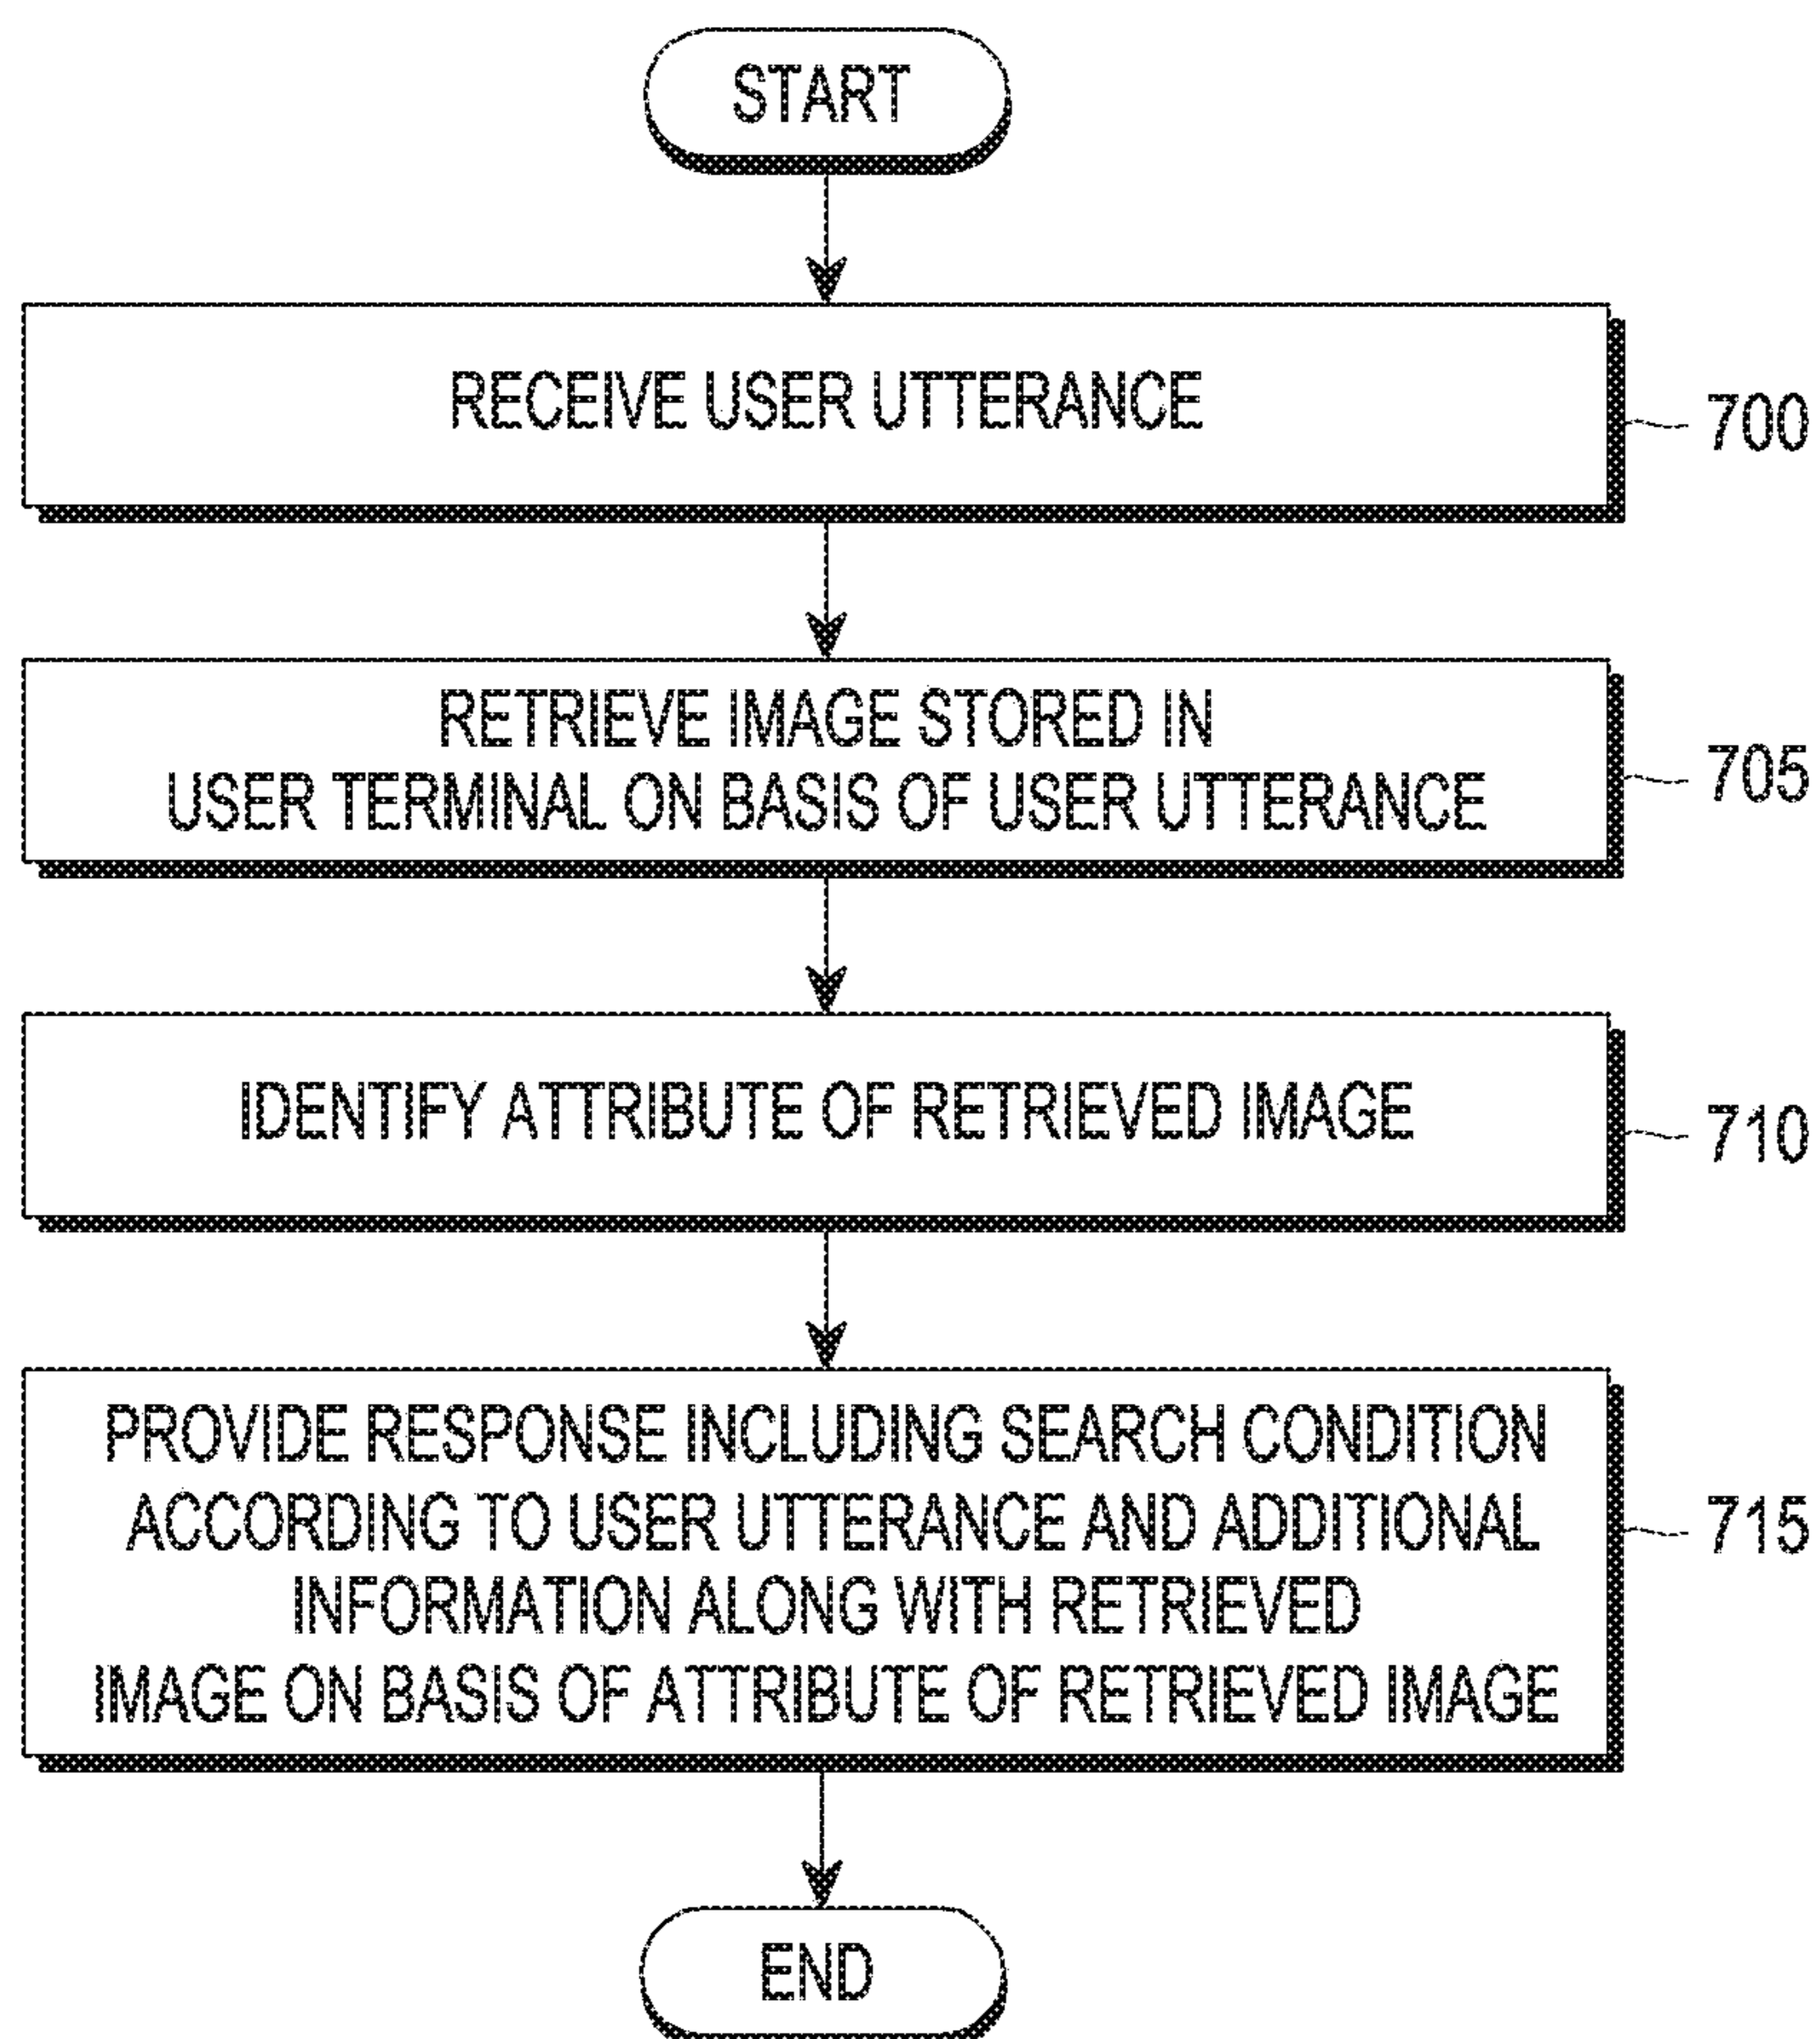 START
RECEIVE USER UTTERANCE
700
RETRIEVE IMAGE STORED IN
USER TERMINAL ON BASIS OF USER UTTERANCE
705
IDENTIFY ATTRIBUTE OF RETRIEVED IMAGE
710
PROVIDE RESPONSE INCLUDING SEARCH CONDITION
ACCORDING TO USER UTTERANCE AND ADDITIONAL
INFORMATION ALONG WITH RETRIEVED
IMAGE ON BASIS OF ATTRIBUTE OF RETRIEVED IMAGE
715
END